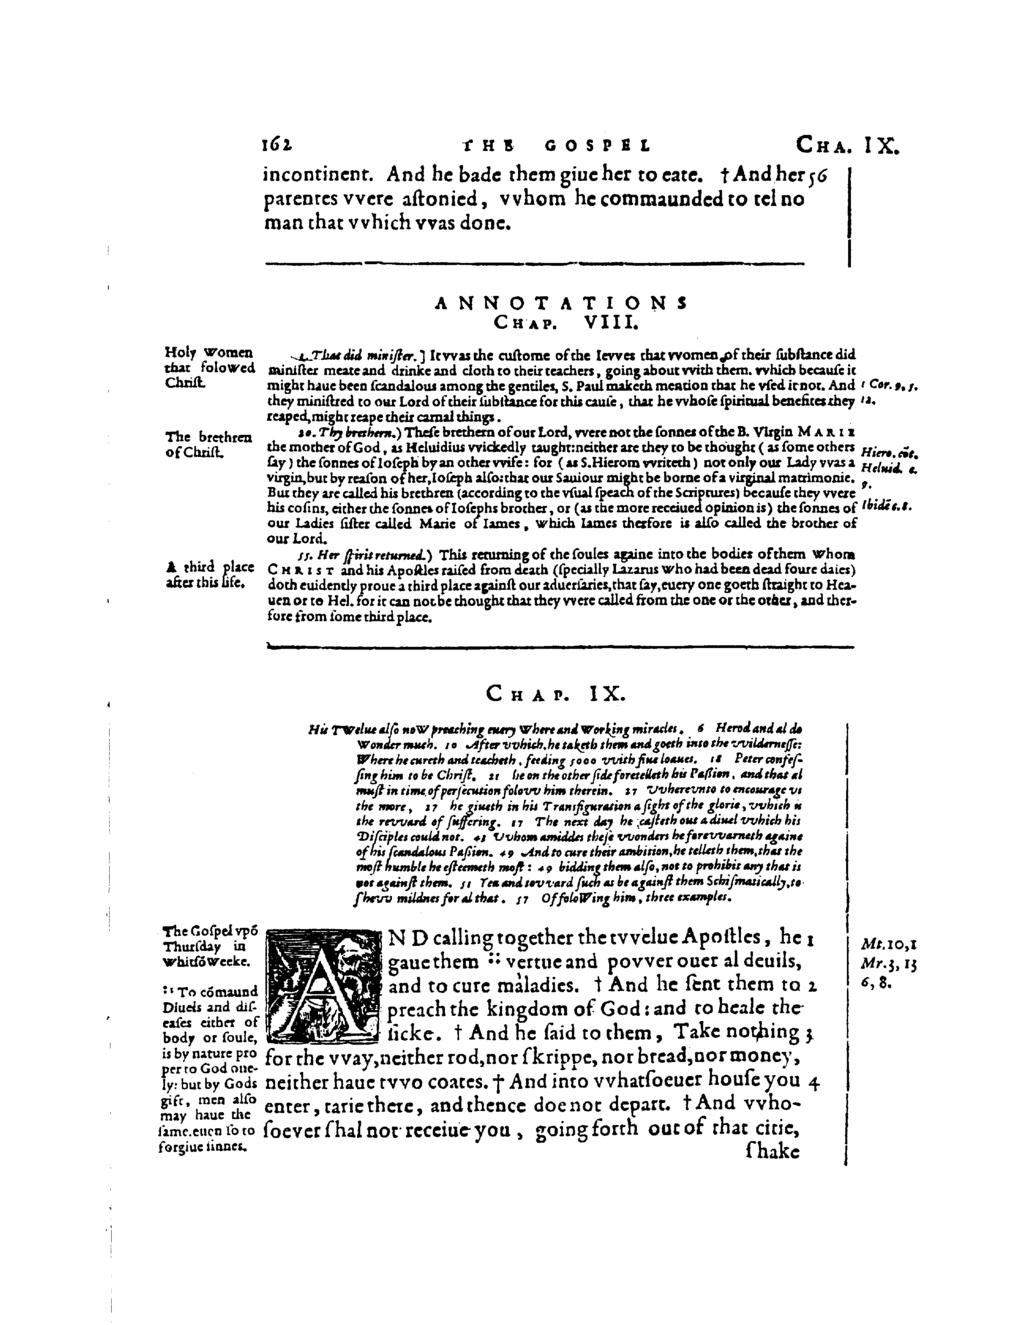 162 THE GOSPEL CHA. IX.
incontinent. And he bade them giue her to eate. † And her 56
parentes vvere aſtonied, vvhom he commaunded to tel no
man that vvhich vvas done.
ANNOTATIONS
CHAP. VIII.
Holy Women
that folowed
Chriſt.
4. That did miniſter.] It vvas the cuſtome of the Ievves that vvomen of their ſubſtance did
miniſter meate and drinke and cloth to their teachers, going about vvith them. vvhich becauſe it
might haue been ſcandalous among the gentiles, S. Paul maketh mention that he vſed it not. And
they miniſtred to our Lord of their ſubſtance for this cauſe, that he vvhoſe ſpiritual benefites they
reaped, might reape their carnal things.
1 Cor. 9, 5.
12.
The brethren
of Chriſt.
20. Thy brethern.) Theſe brethern of our Lord, vvere not the ſonnes of the B. Virgin MARIE
the mother of God, as Heluidius vvickedly taught: neither are they to be thought (as ſome others
ſay) the ſonnes of Ioſeph by an other vvife: for (as S. Hierom vvriteth) not only our Lady vvas a
virgin, but by reaſon of her, Ioſeph alſo: that our Sauiour might be borne of a virginal matrimonie.
But they are called his brethren (according to the vſual ſpeach of the Scriptures) becauſe they vvere
his coſins, either the ſonnes of Ioſephs brother, or (as the more receiued opinion is) the ſonnes of
our Ladies ſiſter called Marie of Iames, which Iames therfore is alſo called the brother of
our Lord.
Hiero. cōt.
Heluid. c.
9.
Ibidē c. 8.
A third place
after this life.
55. Her ſpirit returned.) This returning of the ſoules againe into the bodies of them Whom
CHRIST and his Apoſtles raiſed from death (ſpecially Lazarus Who had been dead foure daies)
doth euidently proue a third place againſt our aduerſaries, that ſay, euery one goeth ſtraight to Hea-
uen or to Hel. for it can not be thought that they vvere called from the one or the other, and ther-
fore from ſome third place.
CHAP. IX.
His Twelue alſo now preaching euery Where and Working miracles, 6 Herod and al do
Wonder much. 10 After vvhich, he taketh them and goeth into the vvilderneſſe:
Where he cureth and teacheth, feeding 5000 vvith fiue loaues. 18 Peter confeſ-
ſing him to be Chriſt, 21 he on the other ſide foretelleth his Paſſion, and that al
muſt in time of perſecution folovv him therein. 27 Vvherevnto to encourage vs
the more, 27 he giueth in his Transfiguration a ſight of the glorie, vvhich is
the revvard of ſuffering. 37 The next day he caſteth out a diuel vvhich his
Diſciples could not. 43 Vvhom amiddes theſe vvonders he forevvarneth againe
of his ſcandalous Paſſion. 49 And to cure their ambition, he telleth them, that the
moſt humble he eſteemeth moſt: 49 bidding them alſo, not to prohibit any that is
not againſt them. 51 Yea and tovvard ſuch as be againſt them Schiſmatically, to
ſhevv mildnes for al that. 57 Of folowing him, three examples.
The Goſpel vpō
Thurſday in
Whitſōweeke.
:: To cōmaund
Diuels and diſ-
eaſes either of
body or ſoule,
is by nature pro
per to God one-
ly: but by Gods
gift, men alſo
may haue the
ſame. euen ſo to
forgiue ſinnes.
AND calling together the tvvelue Apoſtles, he 1
gaue them :: vertue and povver ouer al deuils,
and to cure maladies. † And he ſent them to 2
preach the kingdom of God: and to heale the
ſicke. † And he ſaid to them, Take nothing 3
for the vvay, neither rod, nor ſkrippe, nor bread, nor money,
neither haue tvvo coates. † And into vvhatſoeuer houſe you 4
enter, tarie there, and thence doe not depart. † And vvho-
ſoever ſhal not receiue you, going forth out of that citie,
ſhake
Mt. 10, 1
Mr. 3, 13
6, 8.